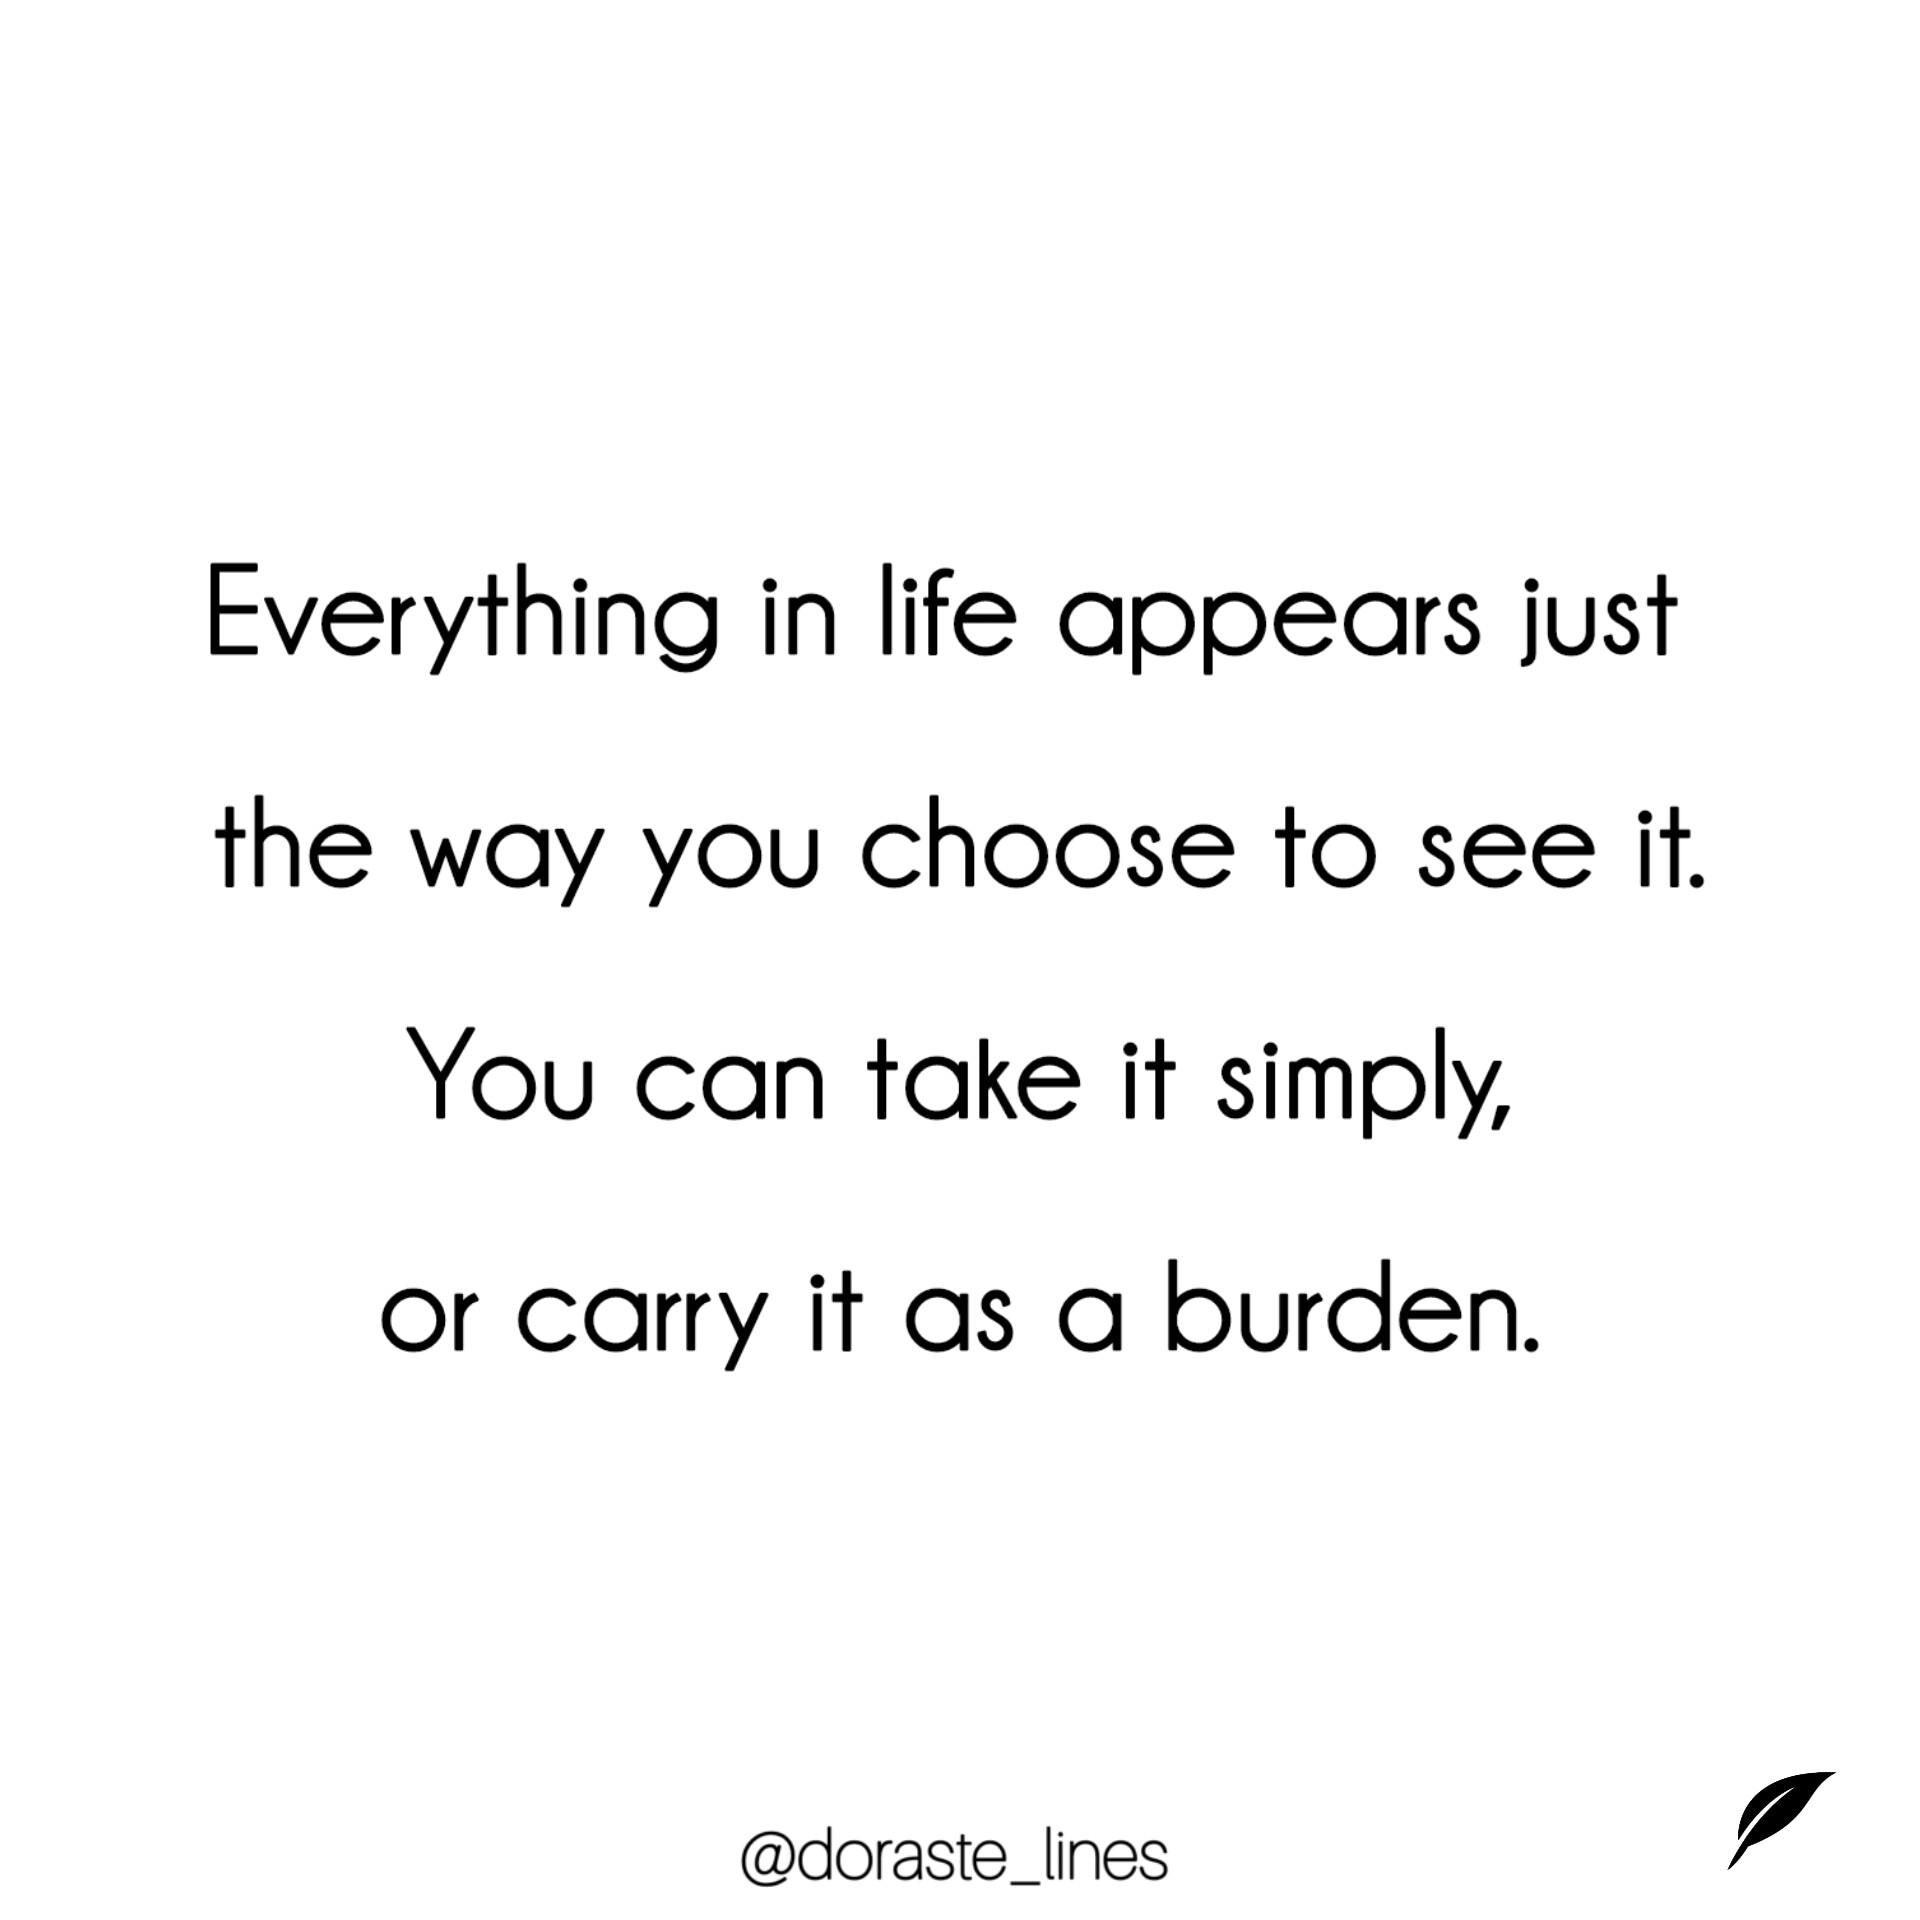 Everything in life appears just
the way you choose to see it.
You can take it simply,
or carry it as a burden.
@doraste_lines